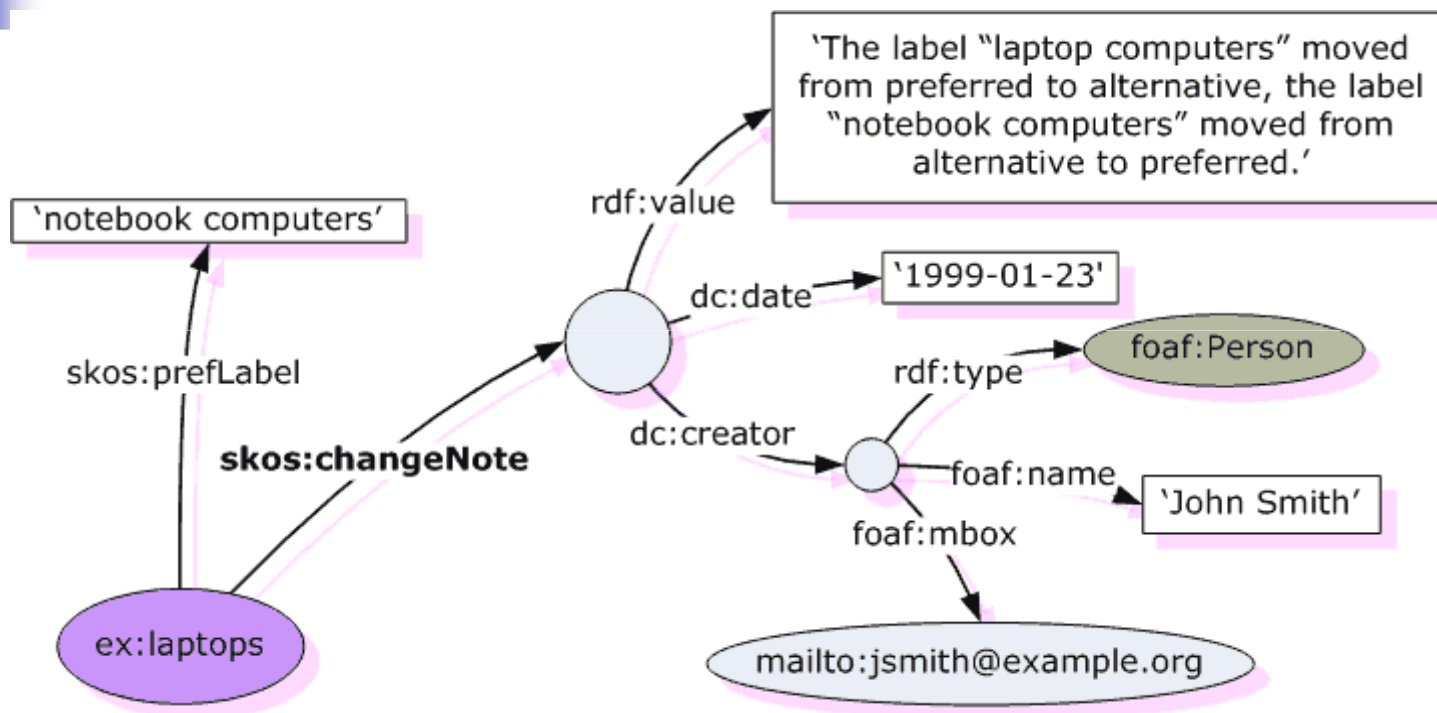 ‘The label “laptop computers” moved
from preferred to alternative, the label
“notebook computers” moved from
alternative to preferred.’
rdf:value
‘notebook computers’
‘1999-01-23'
dc:date
foaf:Person
skos:prefLabel
rdf:type
dc:creator
skos:changeNote
foaf:name
‘John Smith’
foaf:mbox
ex:laptops
mailto:jsmith@example.org